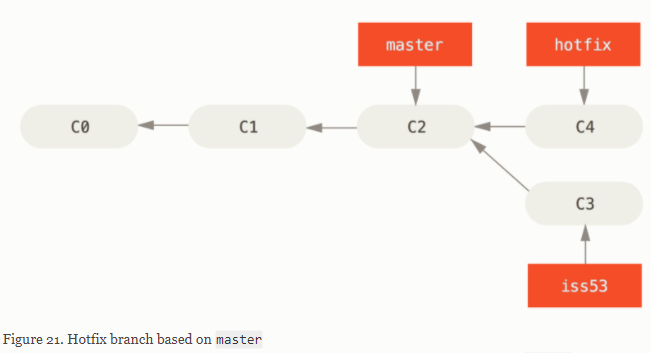 master hotfix
C0 C1 C2 C4
C3
iss53
Figure 21. Hotfix branch based on master